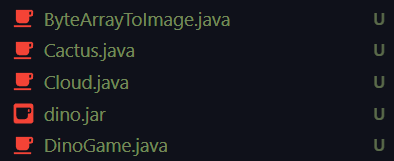 ByteArrayToImage.java U
Cactus.java U
Cloud.java U
dino.jar U
DinoGame.java U